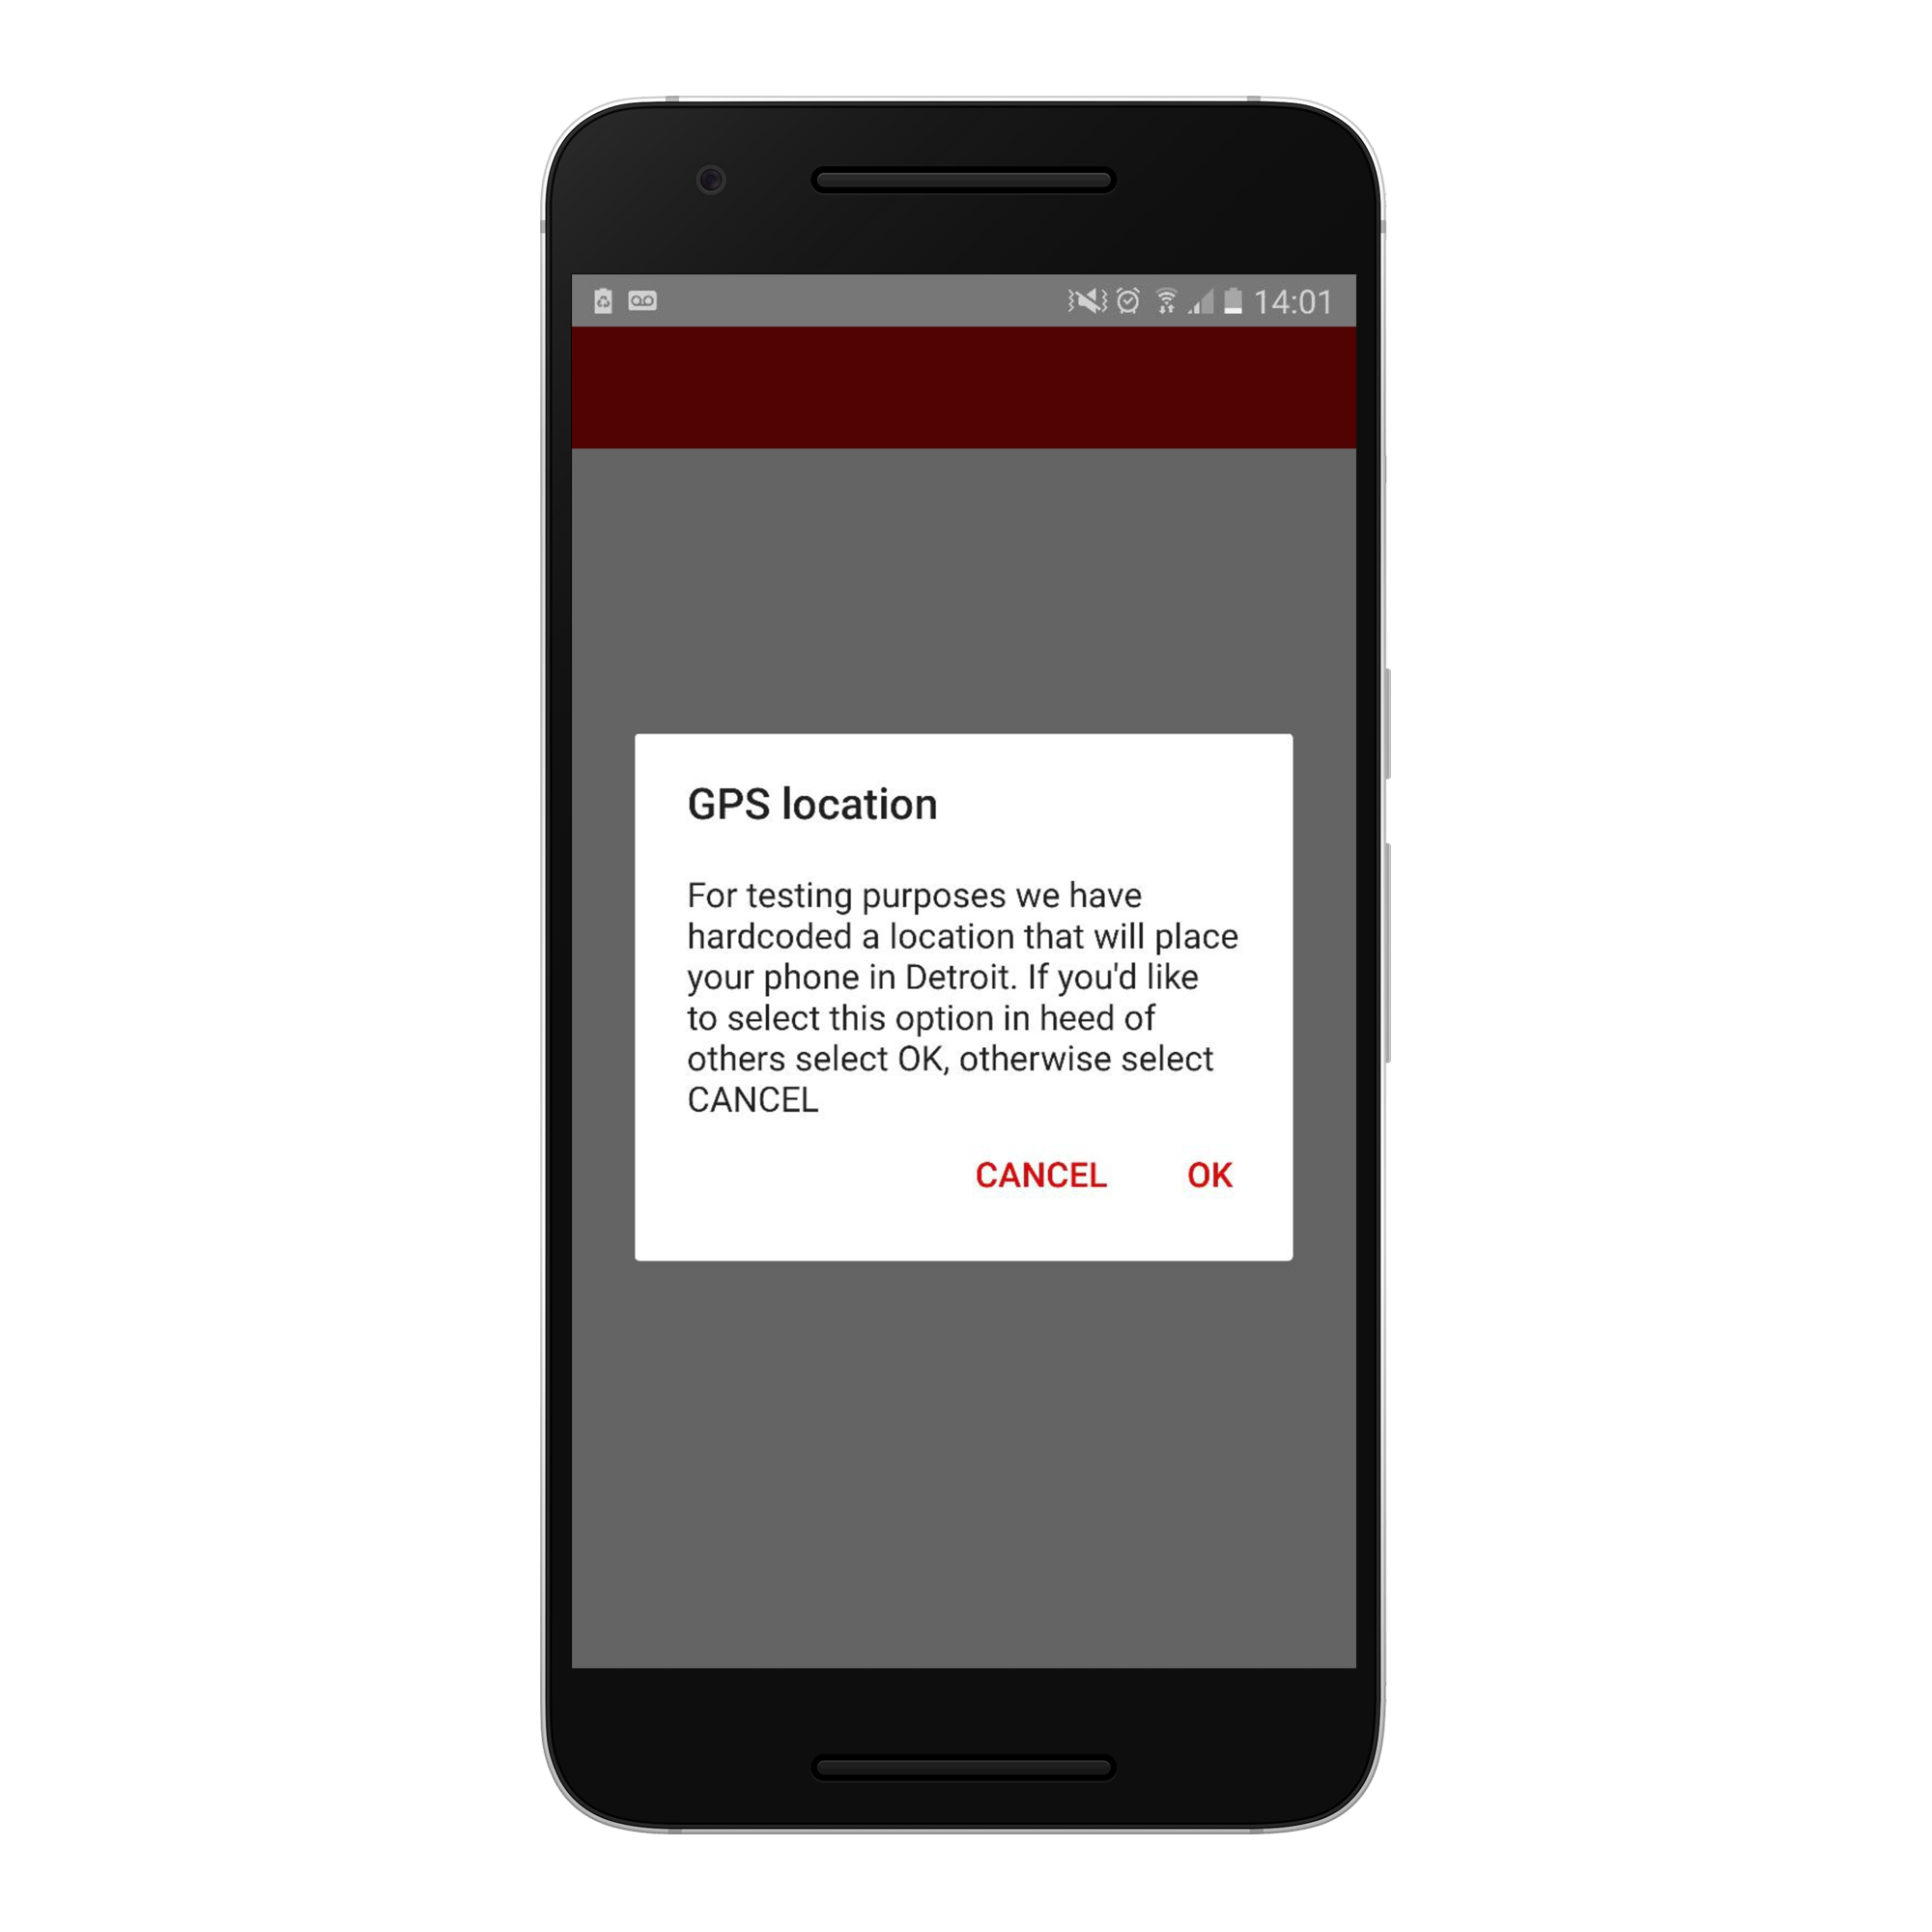 14:01
GPS location
For testing purposes we have
hardcoded a location that will place
your phone in Detroit. If you'd like
to select this option in heed of
others select OK, otherwise select
CANCEL
CANCEL OK